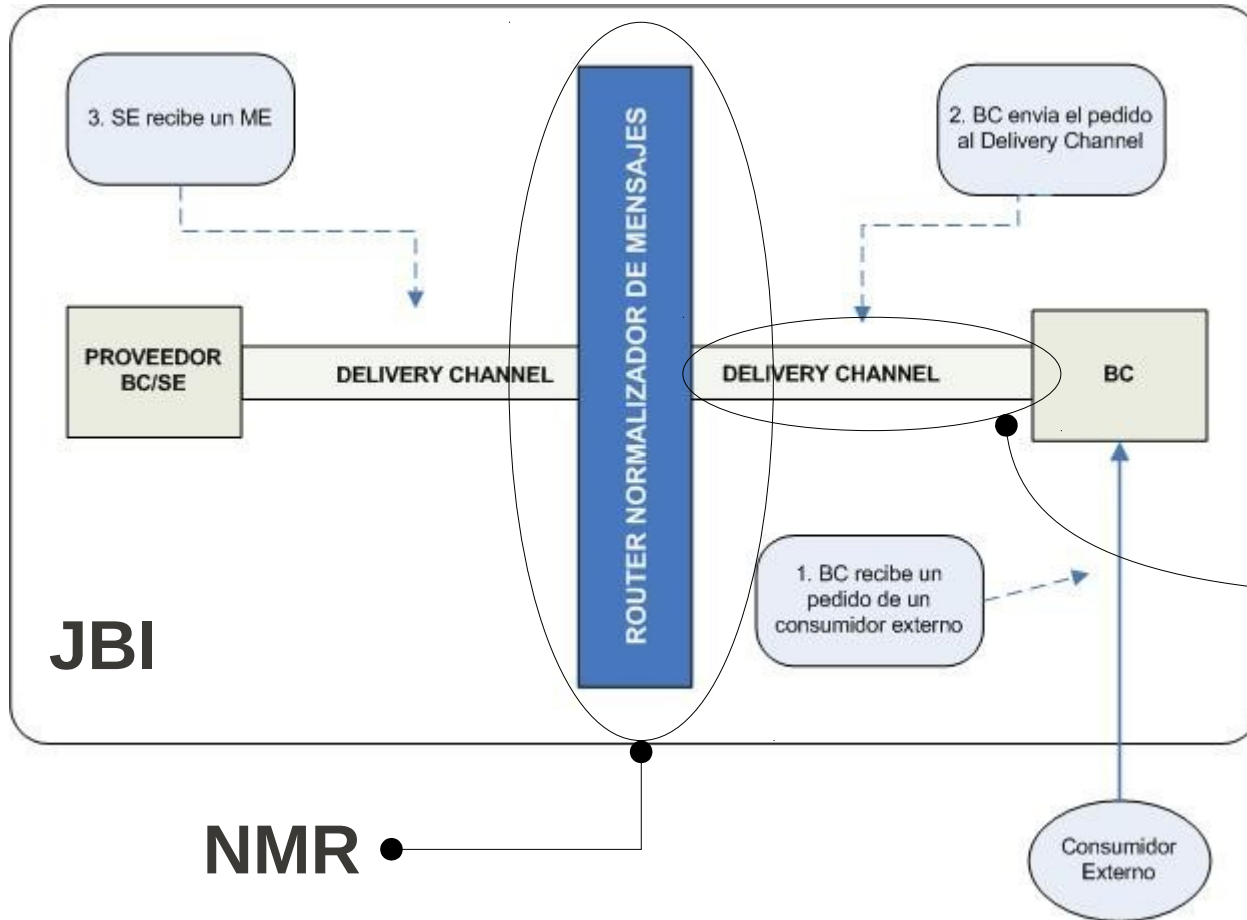 3. SE recibe un ME
2. BC envia el pedido
al Delivery Channel
ROUTER NORMALIZADOR DE MENSAJES
PROVEEDOR
BC/SE
DELIVERY CHANNEL
DELIVERY CHANNEL
BC
1. BC recibe un
pedido de un
consumidor externo
JBI
NMR
Consumidor
Externo